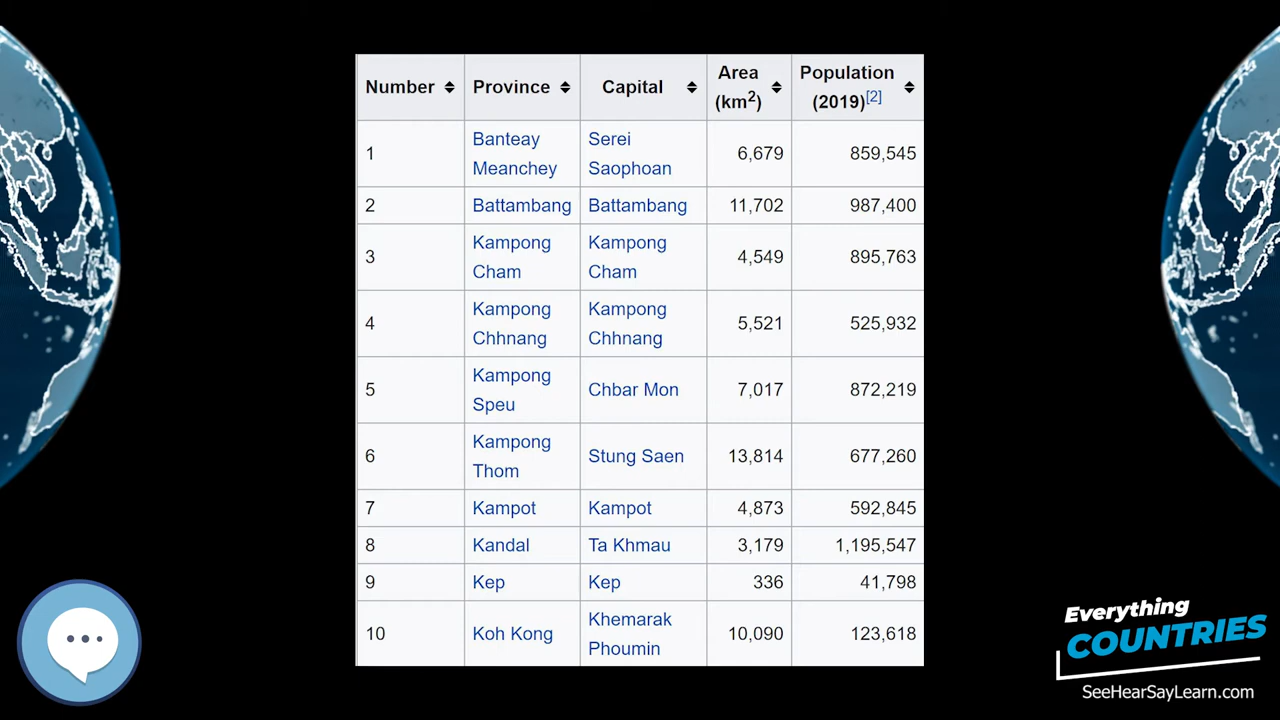 Number Province Capital Area (km2) Population (2019)[2]
1 Banteay Meanchey Serei Saophoan 6,679 859,545
2 Battambang Battambang 11,702 987,400
3 Kampong Cham Kampong Cham 4,549 895,763
4 Kampong Chhnang Kampong Chhnang 5,521 525,932
5 Kampong Speu Chbar Mon 7,017 872,219
6 Kampong Thom Stung Saen 13,814 677,260
7 Kampot Kampot 4,873 592,845
8 Kandal Ta Khmau 3,179 1,195,547
9 Kep Kep 336 41,798
10 Koh Kong Khemarak Phoumin 10,090 123,618
Everything
COUNTRIES
SeeHearSayLearn.com